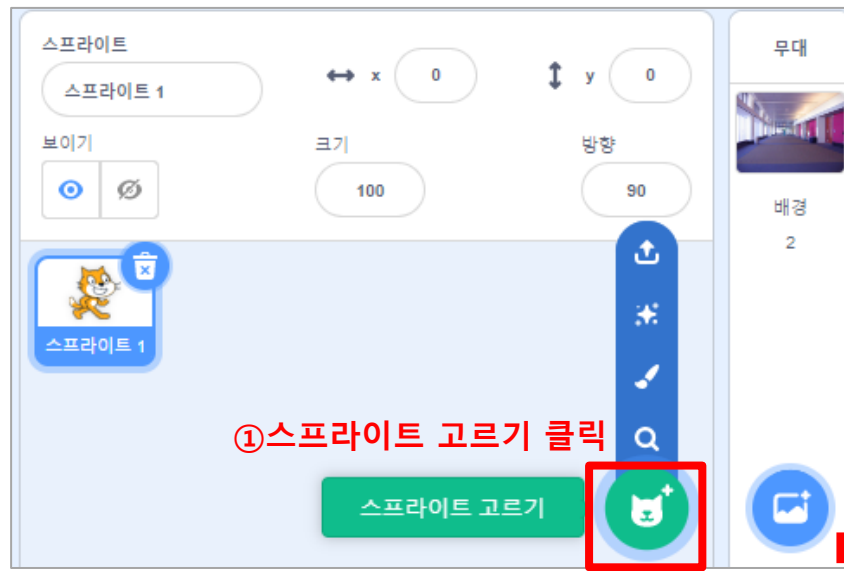 스프라이트
스프라이트 1
x 0
y 0
무대
보이기
크기
100
방향
90
배경
2
스프라이트 1
①스프라이트 고르기 클릭
스프라이트 고르기